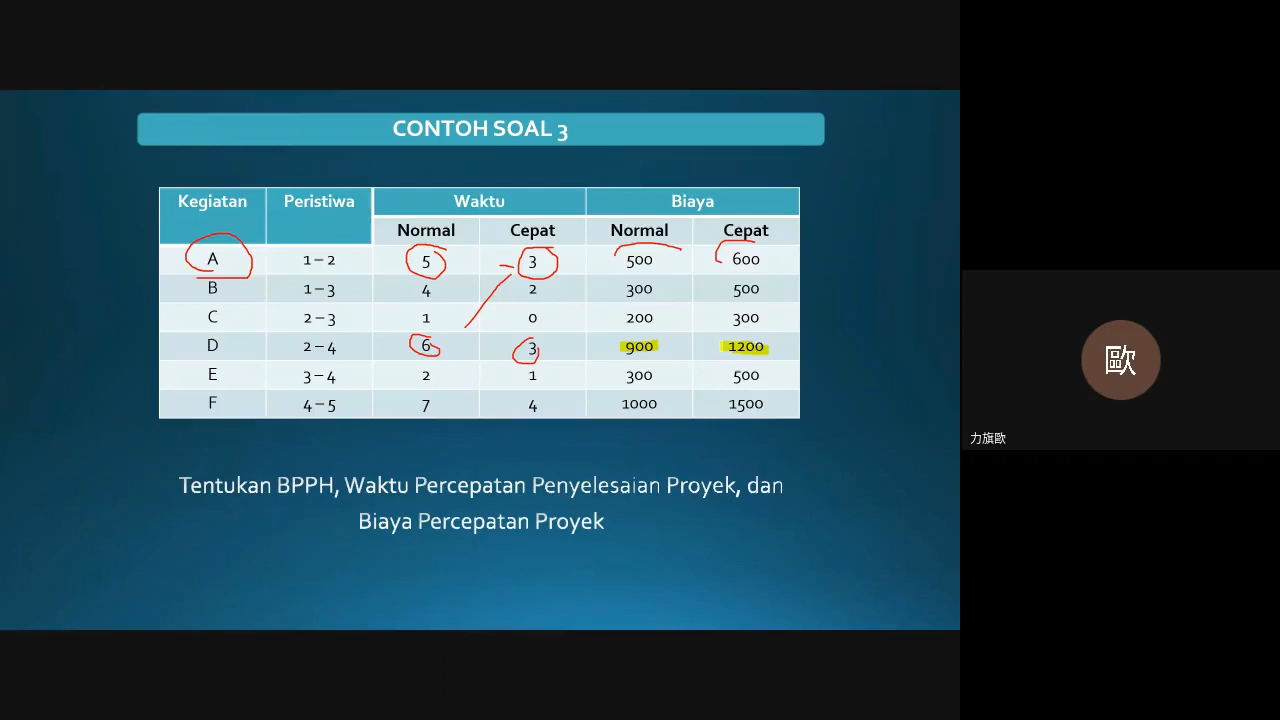 CONTOH SOAL 3
Kegiatan Peristiwa Waktu Biaya
Normal Cepat Normal Cepat
A 1 – 2 5 3 500 600
B 1 – 3 4 2 300 500
C 2 – 3 1 0 200 300
D 2 – 4 6 3 900 1200
E 3 – 4 2 1 300 500
F 4 – 5 7 4 1000 1500
Tentukan BPPH, Waktu Percepatan Penyelesaian Proyek, dan
Biaya Percepatan Proyek
歐
力旗歐